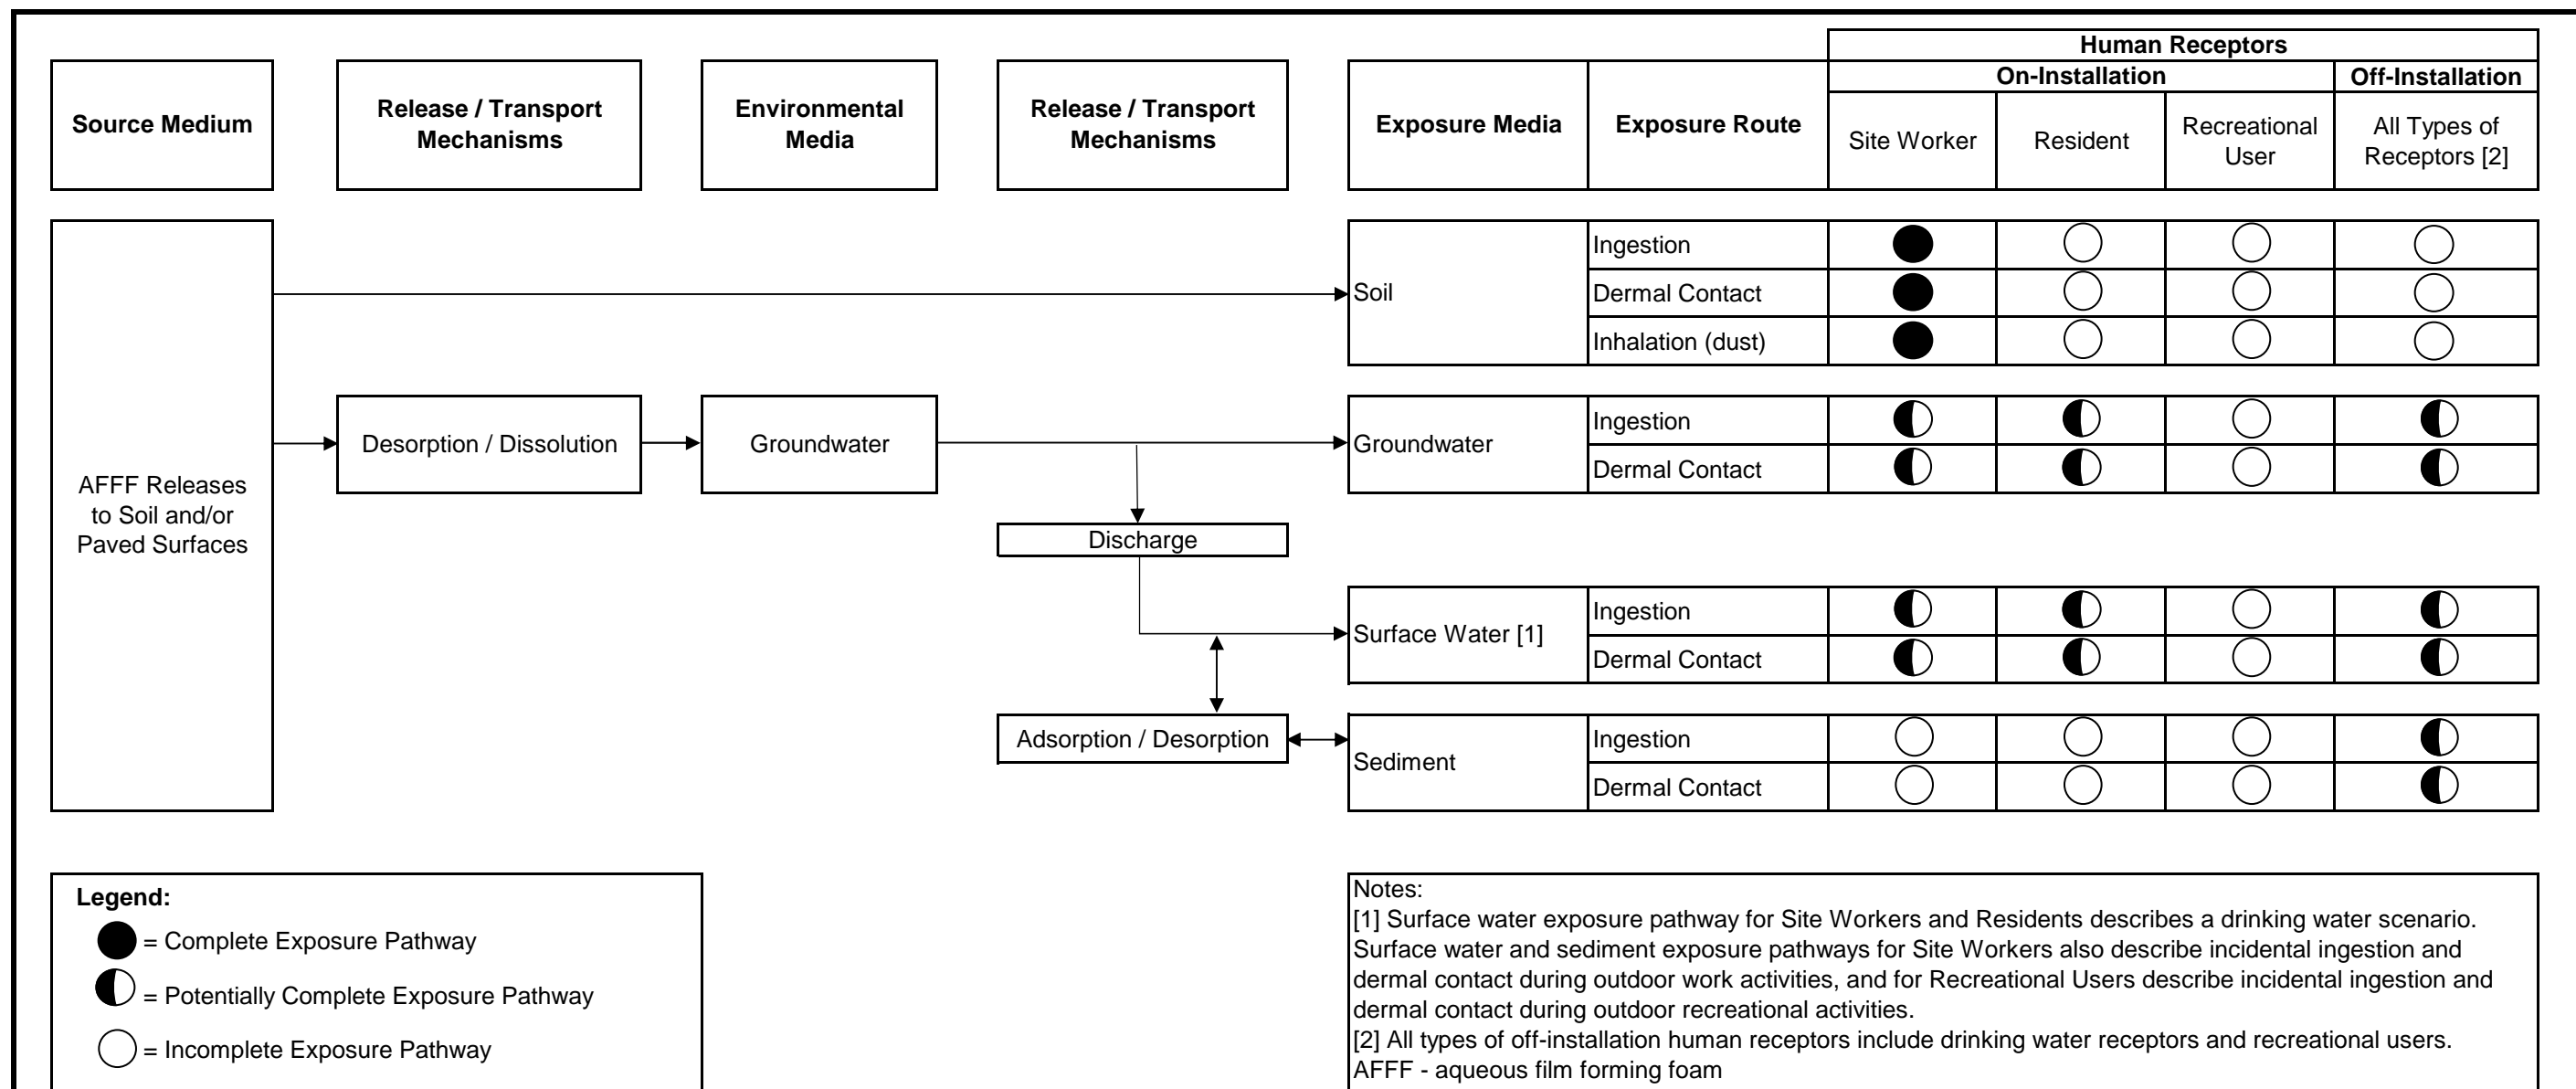 Human Receptors
On-Installation
Off-Installation
Source Medium
Release / Transport
Mechanisms
Environmental
Media
Release / Transport
Mechanisms
Exposure Media
Exposure Route
Site Worker
Resident
Recreational
User
All Types of
Receptors [2]
AFFF Releases
to Soil and/or
Paved Surfaces
Soil
Ingestion
Dermal Contact
Inhalation (dust)
Desorption / Dissolution
Groundwater
Groundwater
Ingestion
Dermal Contact
Discharge
Surface Water [1]
Ingestion
Dermal Contact
Adsorption / Desorption
Sediment
Ingestion
Dermal Contact
Legend:
= Complete Exposure Pathway
= Potentially Complete Exposure Pathway
= Incomplete Exposure Pathway
Notes:
[1] Surface water exposure pathway for Site Workers and Residents describes a drinking water scenario.
Surface water and sediment exposure pathways for Site Workers also describe incidental ingestion and
dermal contact during outdoor work activities, and for Recreational Users describe incidental ingestion and
dermal contact during outdoor recreational activities.
[2] All types of off-installation human receptors include drinking water receptors and recreational users.
AFFF - aqueous film forming foam